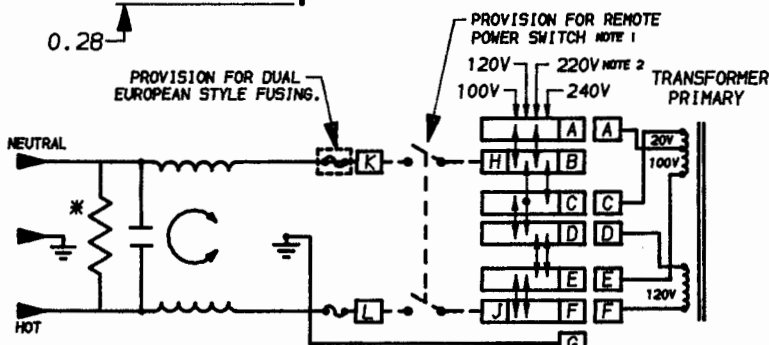 0.28
PROVISION FOR REMOTE
POWER SWITCH NOTE 1
120V
220V NOTE 2
TRANSFORMER
PRIMARY
PROVISION FOR DUAL
EUROPEAN STYLE FUSING.
100V
240V
NEUTRAL
A A
20V
K
H B
100V
*
C C
D D
E E
120V
L
J F F
HOT
G